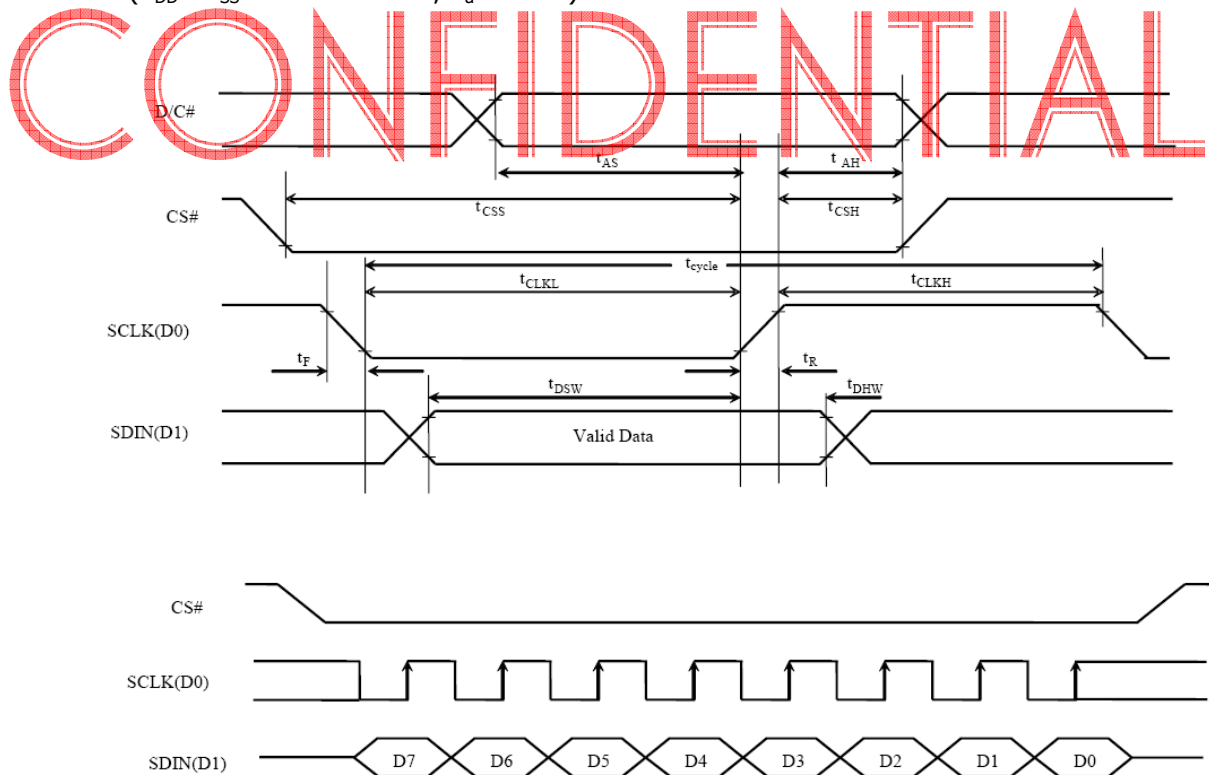 CONFIDENTIAL
D/C#
tAS
tAH
CS#
tCSS
tCSH
tcycle
tCLKL
tCLKH
SCLK(D0)
tF
tR
tDSW
tDHW
SDIN(D1)
Valid Data
CS#
SCLK(D0)
SDIN(D1)
D7 D6 D5 D4 D3 D2 D1 D0